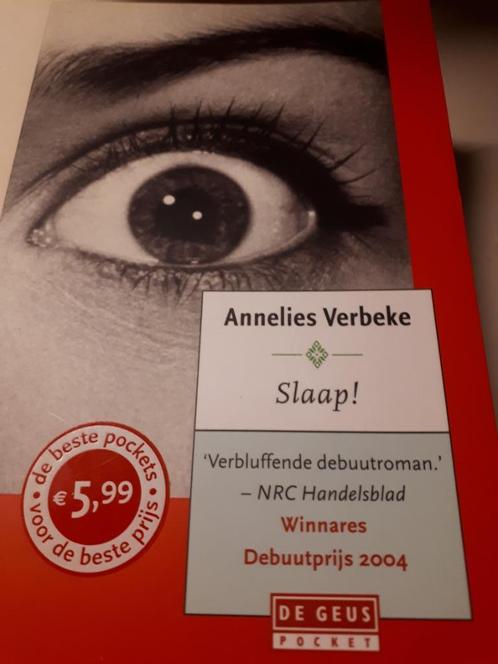 Annelies Verbeke
Slaap!
'Verbluffende debuutroman.'
– NRC Handelsblad
Winnares
Debuutprijs 2004
DE GEUS
POCKET
de beste pockets
€ 5,99
voor de beste prijs